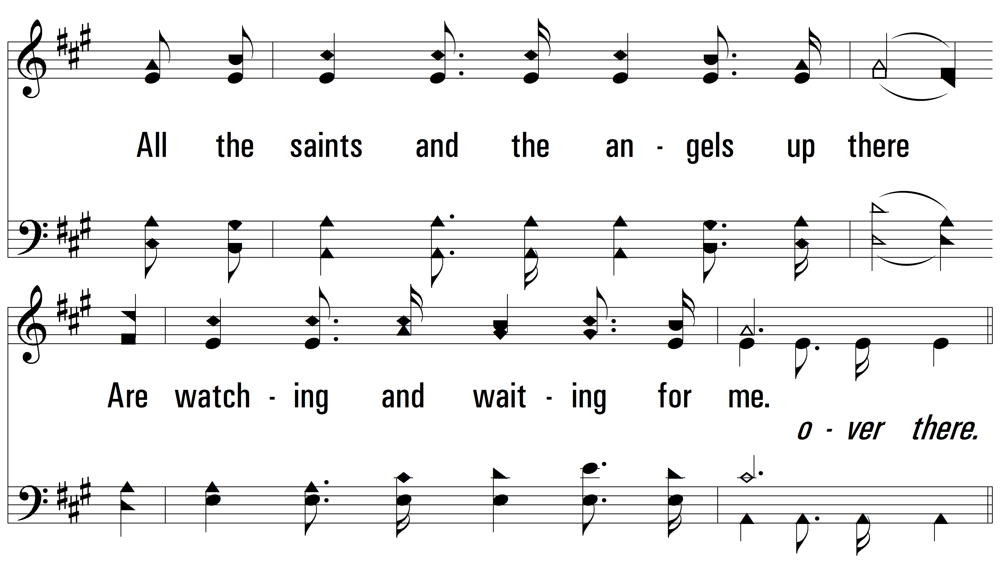 All the saints and the an - gels up there
Are watch - ing and wait - ing for me.
o - ver there.